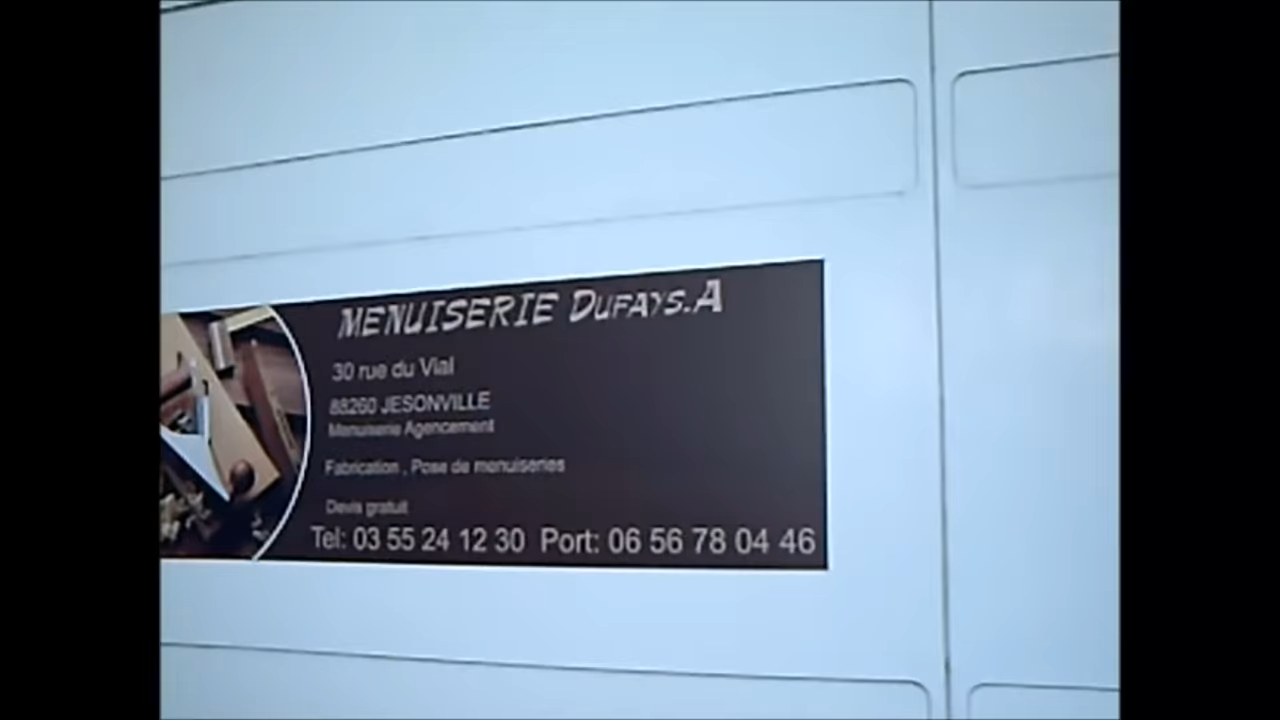 MENUISERIE DUFAYS.A
30 rue du Vial
88260 JESONVILLE
Menuiserie Agencement
Fabrication , Pose de menuiseries
Devis gratuit
Tel: 03 55 24 12 30 Port: 06 56 78 04 46